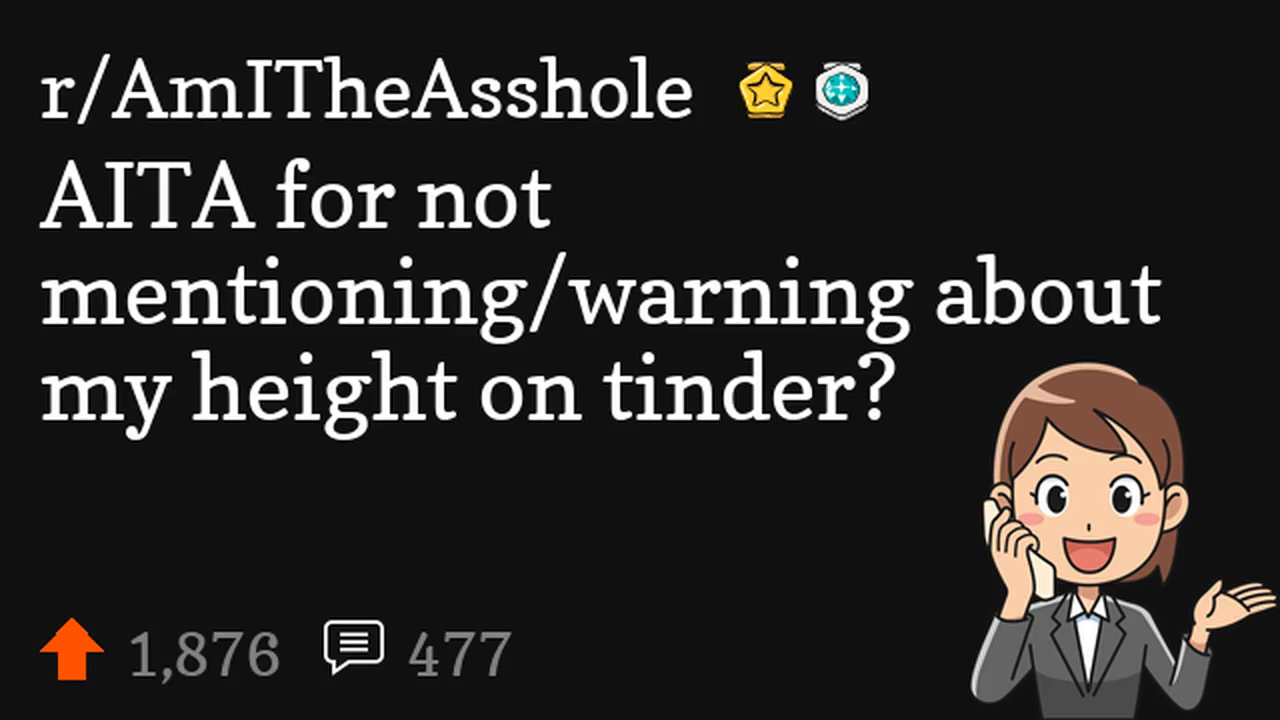 r/AmITheAsshole
AITA for not
mentioning/warning about
my height on tinder?
1,876 477